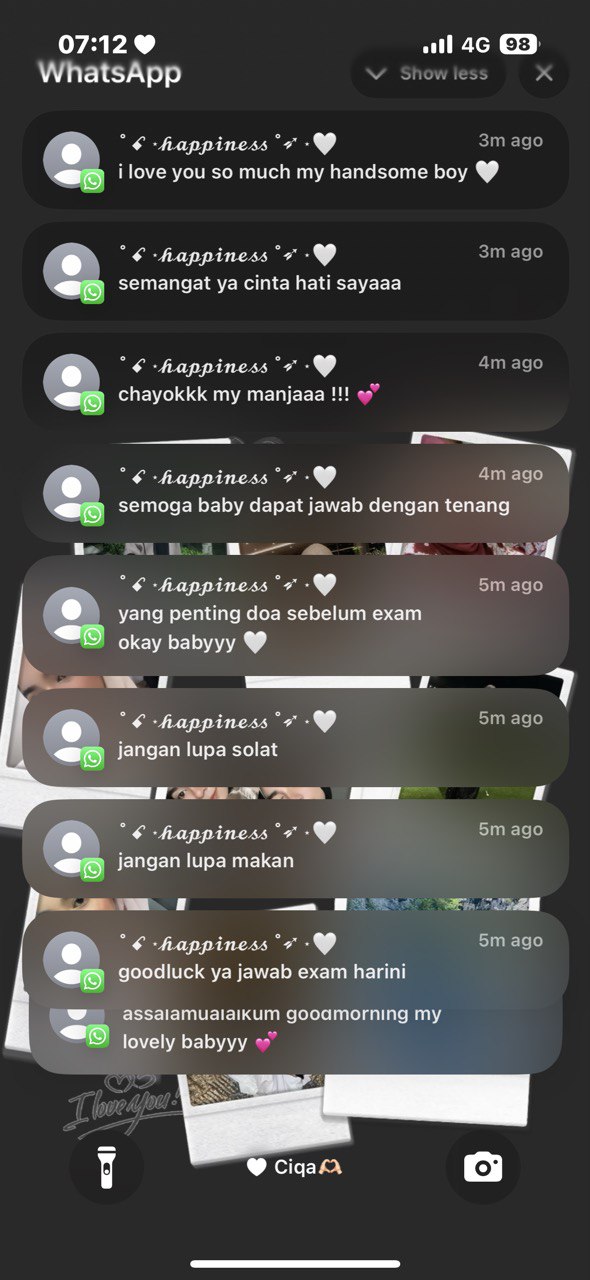 07:12 🤍
4G 98
WhatsApp
Show less
˚ ꒰ ⋆𝒽𝒶𝓅𝓅𝒾𝓃𝑒𝓈𝓈 ˚➶ ⋆🤍
3m ago
i love you so much my handsome boy 🤍
˚ ꒰ ⋆𝒽𝒶𝓅𝓅𝒾𝓃𝑒𝓈𝓈 ˚➶ ⋆🤍
3m ago
semangat ya cinta hati sayaaa
˚ ꒰ ⋆𝒽𝒶𝓅𝓅𝒾𝓃𝑒𝓈𝓈 ˚➶ ⋆🤍
4m ago
chayokkk my manjaaa !!! 💕
˚ ꒰ ⋆𝒽𝒶𝓅𝓅𝒾𝓃𝑒𝓈𝓈 ˚➶ ⋆🤍
4m ago
semoga baby dapat jawab dengan tenang
˚ ꒰ ⋆𝒽𝒶𝓅𝓅𝒾𝓃𝑒𝓈𝓈 ˚➶ ⋆🤍
5m ago
yang penting doa sebelum exam
okay babyyy 🤍
˚ ꒰ ⋆𝒽𝒶𝓅𝓅𝒾𝓃𝑒𝓈𝓈 ˚➶ ⋆🤍
5m ago
jangan lupa solat
˚ ꒰ ⋆𝒽𝒶𝓅𝓅𝒾𝓃𝑒𝓈𝓈 ˚➶ ⋆🤍
5m ago
jangan lupa makan
˚ ꒰ ⋆𝒽𝒶𝓅𝓅𝒾𝓃𝑒𝓈𝓈 ˚➶ ⋆🤍
5m ago
goodluck ya jawab exam harini
assalamualaikum goodmorning my
lovely babyyy 💕
I love you!
🤍 Ciqa🫶🏻